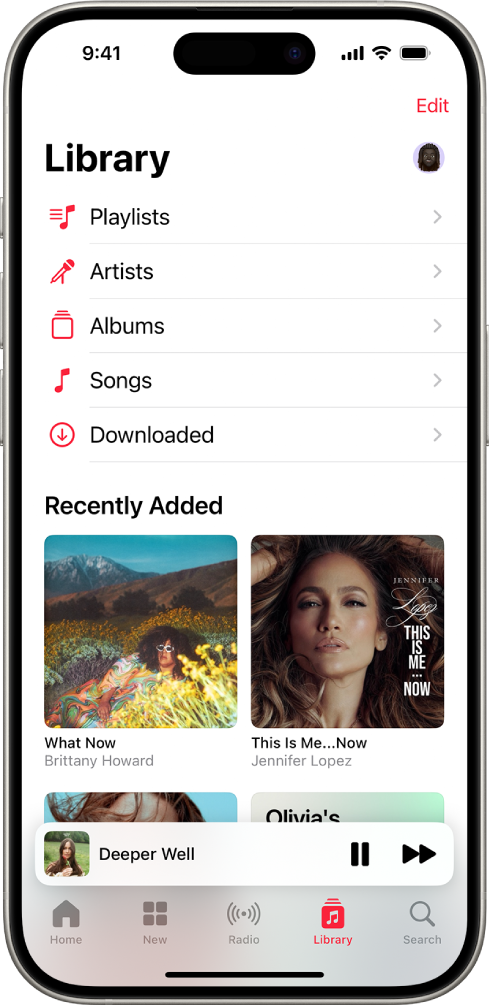 9:41
Edit
Library
Playlists
Artists
Albums
Songs
Downloaded
Recently Added
JENNIFER
Lopez
THIS
IS
ME
...
NOW
What Now
Brittany Howard
This Is Me...Now
Jennifer Lopez
Olivia's
Deeper Well
Home
New
Radio
Library
Search